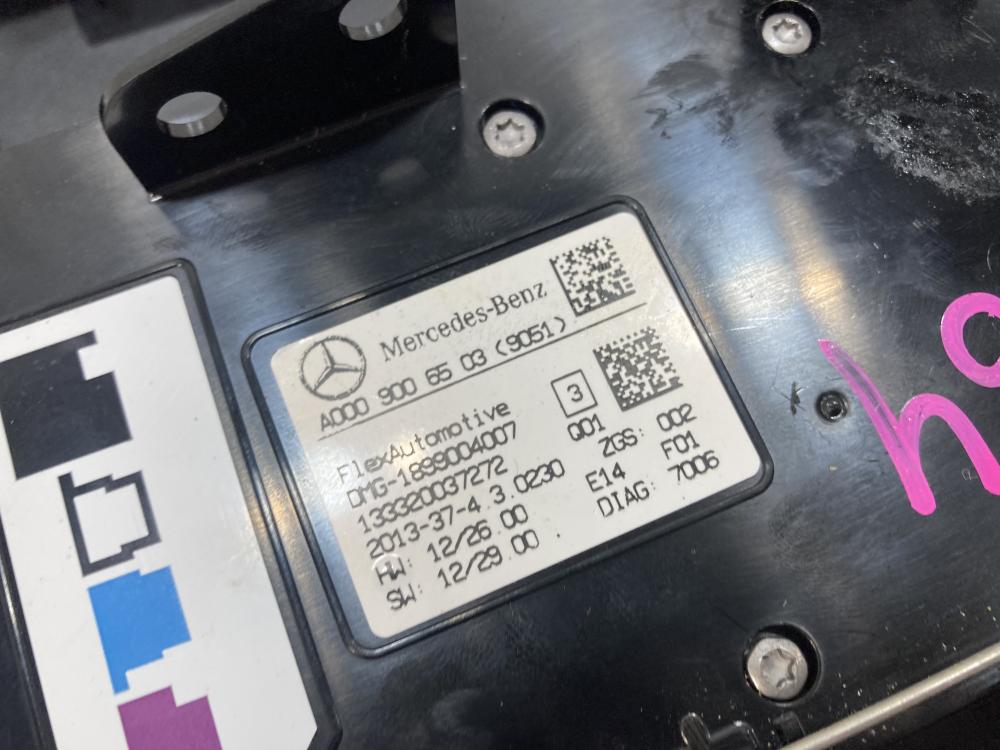 Mercedes-Benz
A000 900 65 03 (9051)
FlexAutomotive
3
DMG-1899004007
Q01
133320037272
ZGS: 002
2013-37-4 3.0230
E14 F01
HW: 12/26.00
DIAG: 7006
SW: 12/29.00